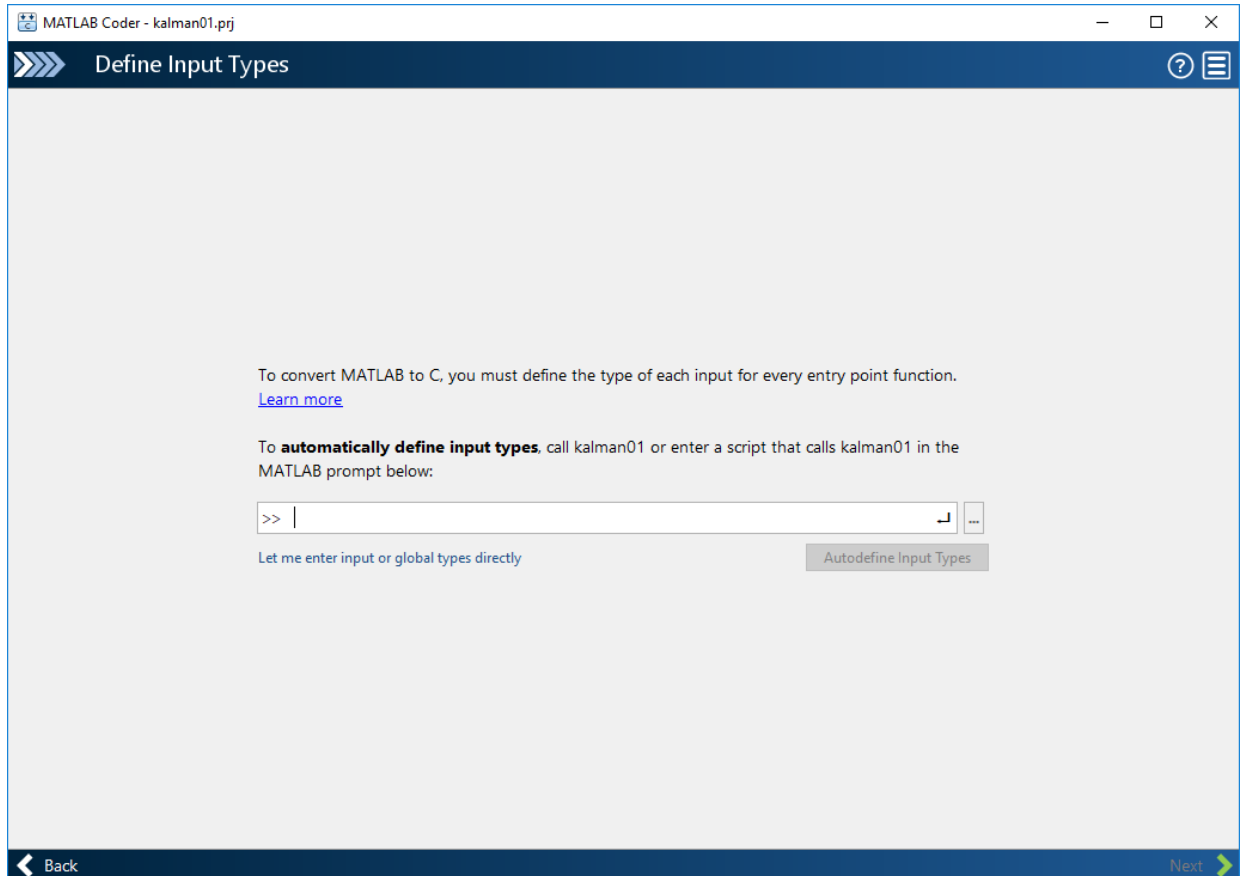 MATLAB Coder - kalman01.prj
Define Input Types
To convert MATLAB to C, you must define the type of each input for every entry point function.
Learn more
To automatically define input types, call kalman01 or enter a script that calls kalman01 in the
MATLAB prompt below:
>>
...
Let me enter input or global types directly
Autodefine Input Types
Back
Next